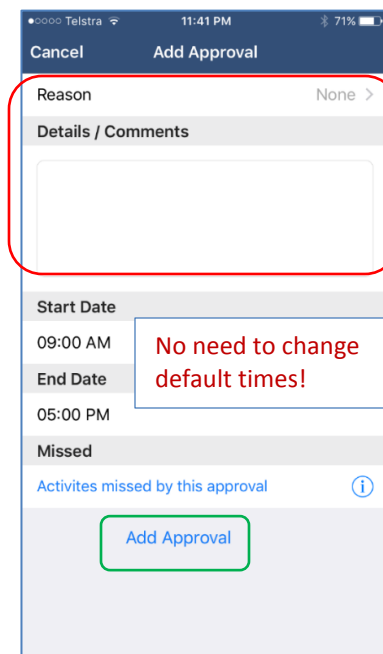 Telstra 11:41 PM 71%
Cancel Add Approval
Reason None >
Details / Comments
Start Date
09:00 AM
No need to change
default times!
End Date
05:00 PM
Missed
Activites missed by this approval i
Add Approval